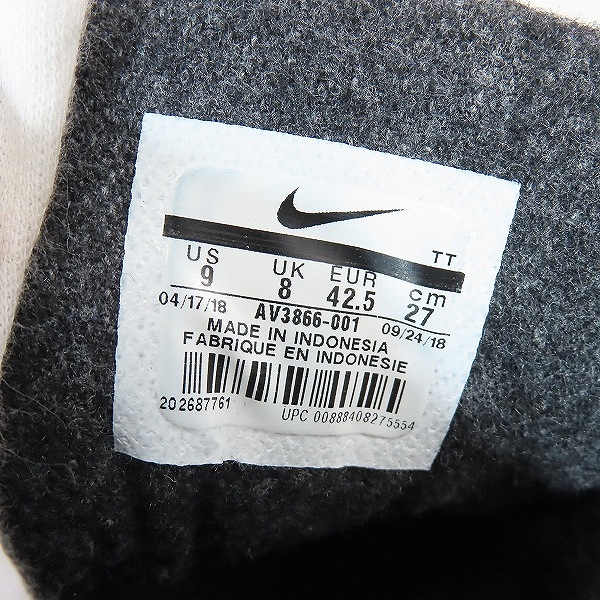 TT
US UK EUR cm
9 8 42.5 27
04/17/18 AV3866-001 09/24/18
MADE IN INDONESIA
FABRIQUE EN INDONESIE
202687761 UPC 00888408275554